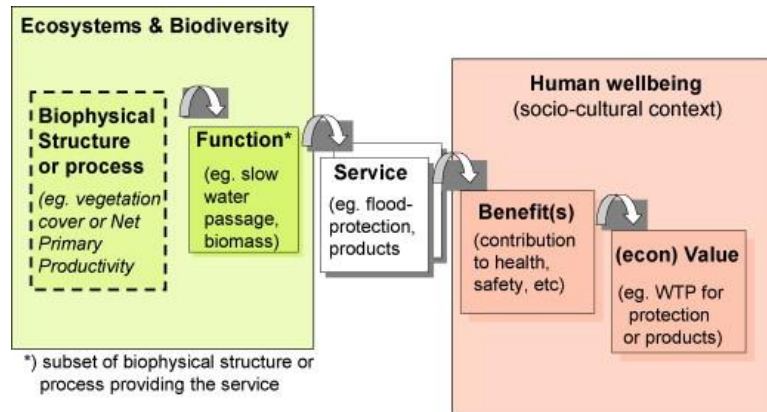 Ecosystems & Biodiversity
Biophysical
Structure
or process
(eg. vegetation
cover or Net
Primary
Productivity
Function*
(eg. slow
water
passage,
biomass)
Service
(eg. flood-
protection,
products
Human wellbeing
(socio-cultural context)
Benefit(s)
(contribution
to health,
safety, etc)
(econ) Value
(eg. WTP for
protection
or products)
*) subset of biophysical structure or
process providing the service